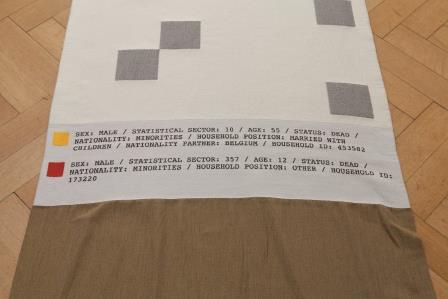 SEX: MALE / STATISTICAL SECTOR: 10 / AGE: 55 / STATUS: DEAD /
NATIONALITY: MINORITIES / HOUSEHOLD POSITION: MARRIED WITH
CHILDREN / NATIONALITY PARTNER: BELGIUM / HOUSEHOLD ID: 453582
SEX: MALE / STATISTICAL SECTOR: 357 / AGE: 12 / STATUS: DEAD /
NATIONALITY: MINORITIES / HOUSEHOLD POSITION: OTHER / HOUSEHOLD ID:
173220